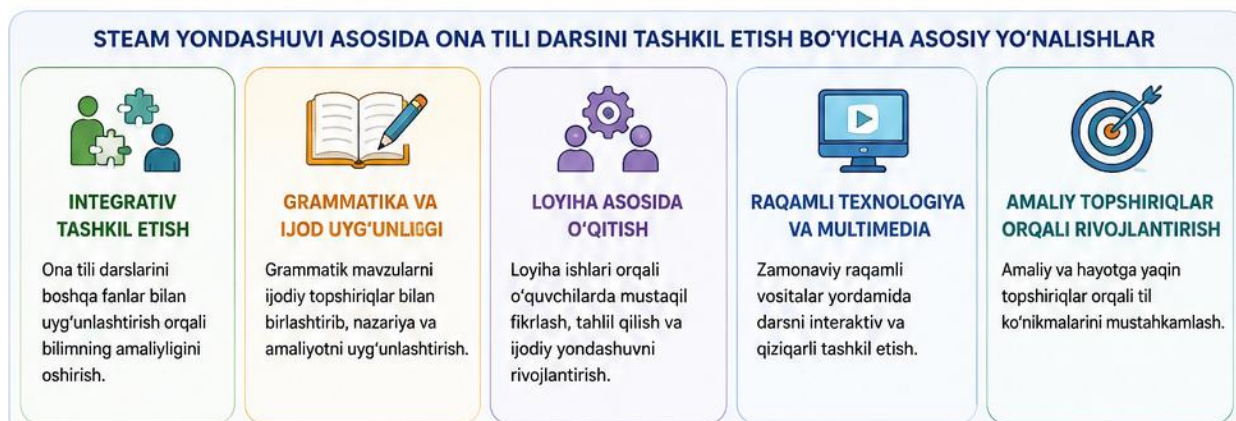 STEAM YONDASHUVI ASOSIDA ONA TILI DARSINI TASHKIL ETISH BO‘YICHA ASOSIY YO‘NALISHLAR
INTEGRATIV
TASHKIL ETISH
Ona tili darslarini
boshqa fanlar bilan
uyg‘unlashtirish orqali
bilimning amaliyligini
oshirish.
GRAMMATIKA VA
IJOD
Grammatik mavzularni
ijodiy topshiriqlar bilan
birlashtirib, nazariya va
amaliyotni uyg‘unlashtirish.
LOYIHA ASOSIDA
O‘QITISH
Loyiha ishlari orqali
o‘quvchilarda mustaqil
fikrlash, tahlil qilish va
ijodiy yondashuvni
rivojlantirish.
RAQAMLI TEXNOLOGIYA
VA MULTIMEDIA
Zamonaviy raqamli
vositalar yordamida
darsni interaktiv va
qiziqarli tashkil etish.
AMALIY TOPSHIRIQLAR
ORQALI RIVOJLANTIRISH
Amaliy va hayotga yaqin
topshiriqlar orqali til
ko‘nikmalarini mustahkamlash.